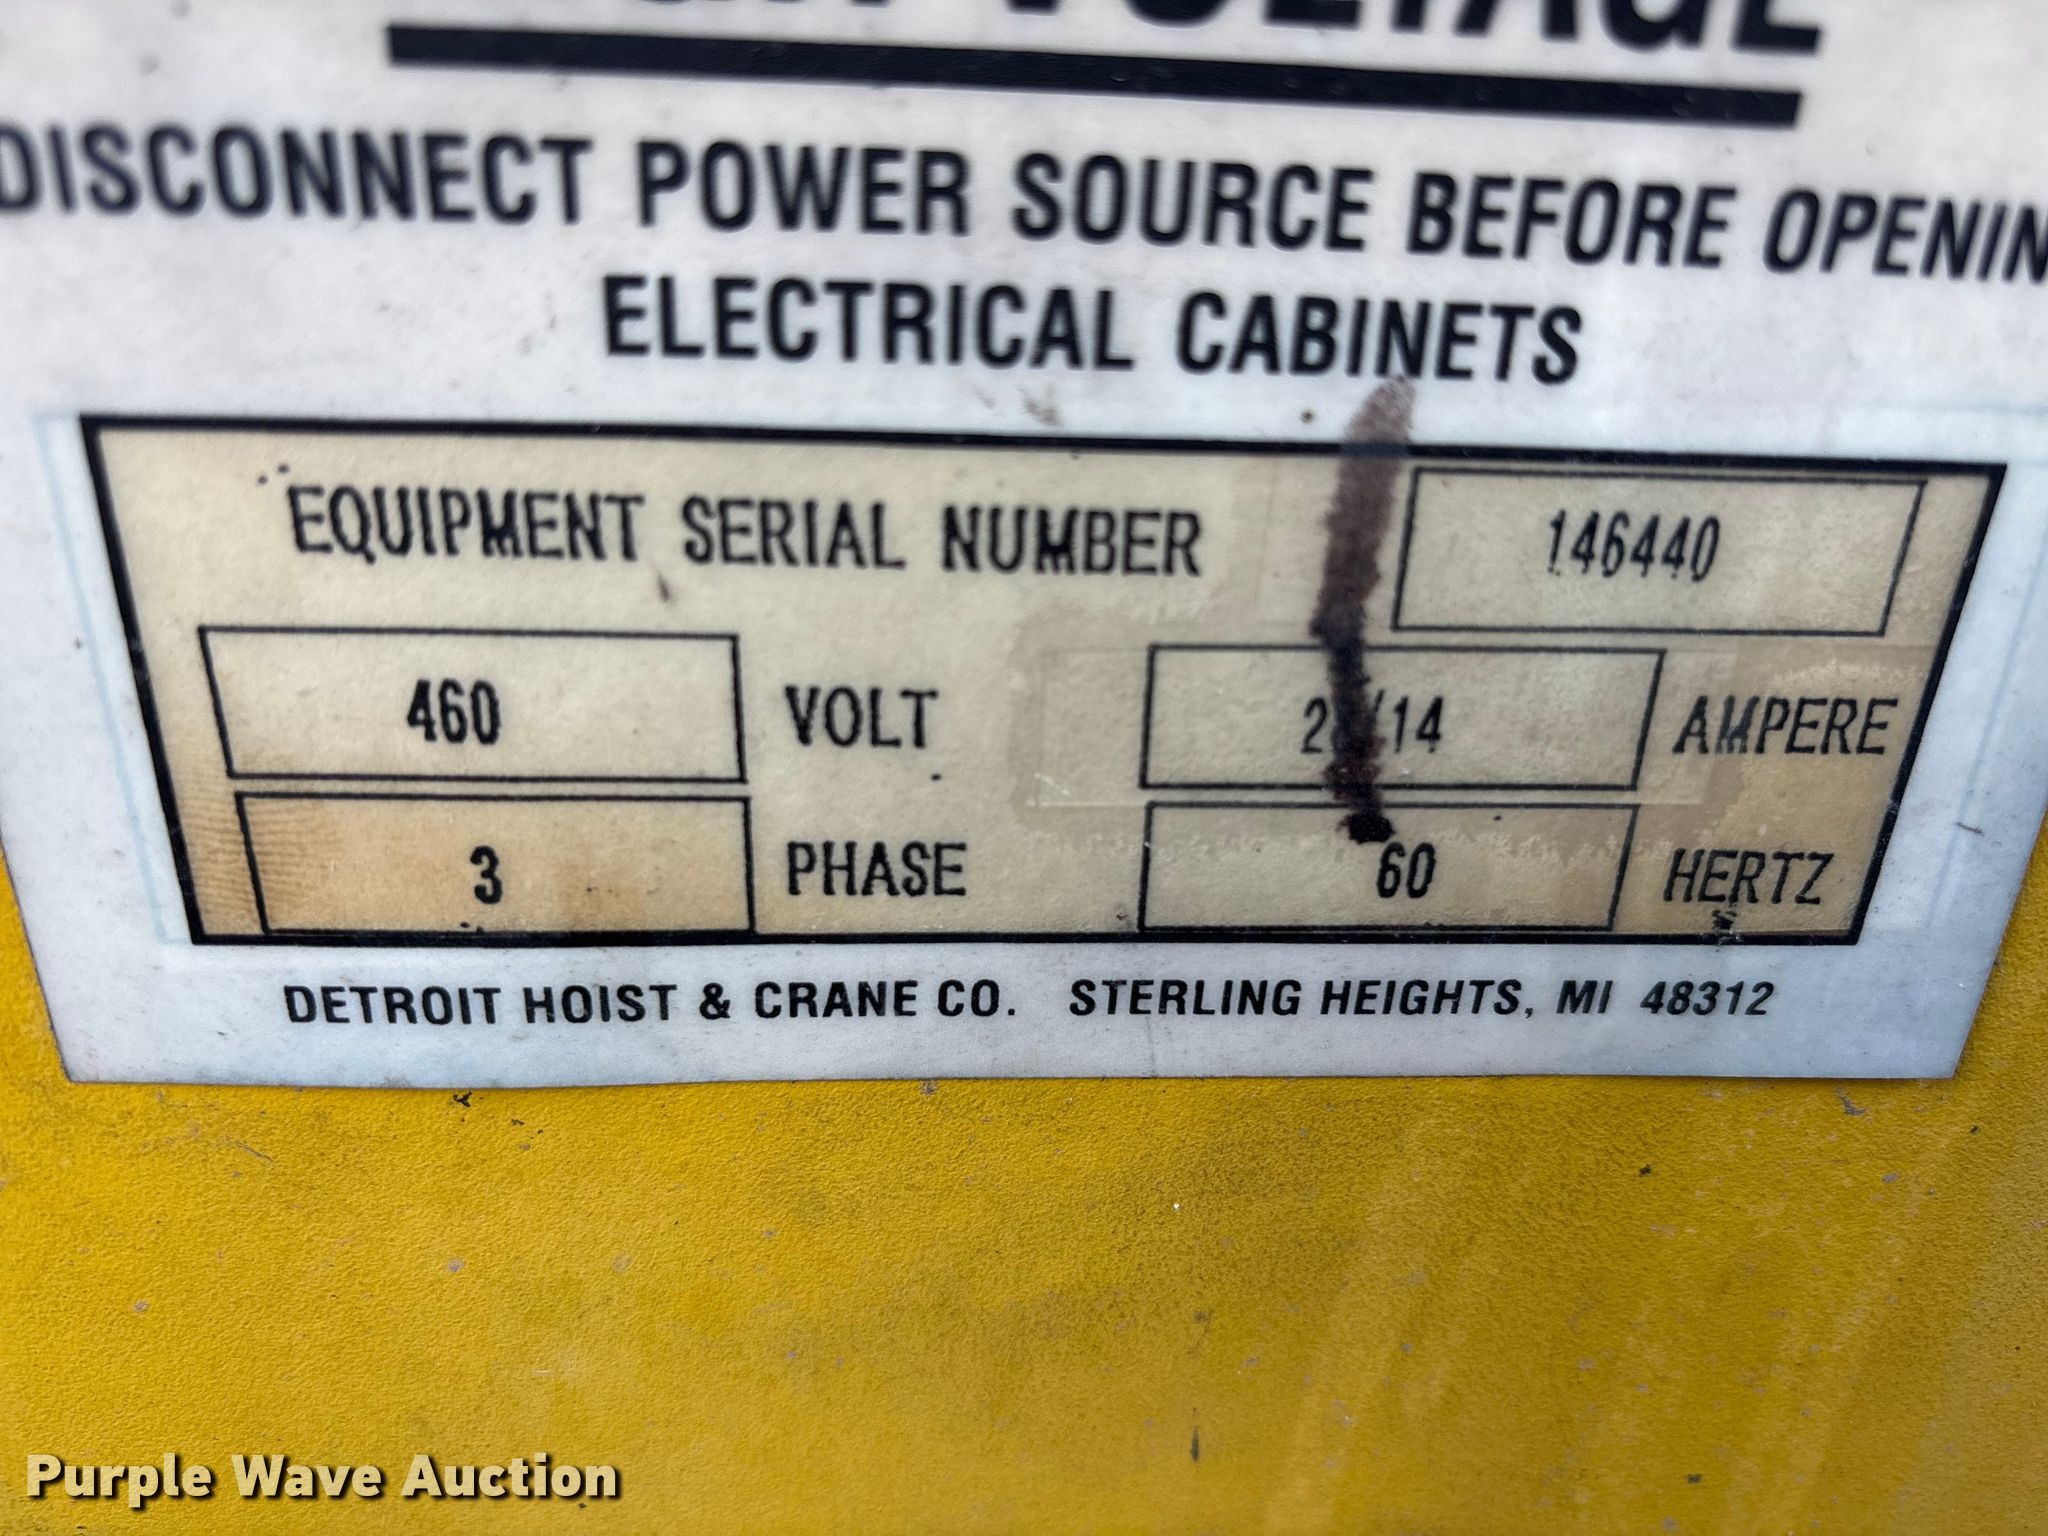 VOLTAGE
DISCONNECT POWER SOURCE BEFORE OPENIN
ELECTRICAL CABINETS
EQUIPMENT SERIAL NUMBER 146440
460 VOLT AMPERE
3 PHASE 60 HERTZ
DETROIT HOIST & CRANE CO. STERLING HEIGHTS, MI 48312
Purple Wave Auction